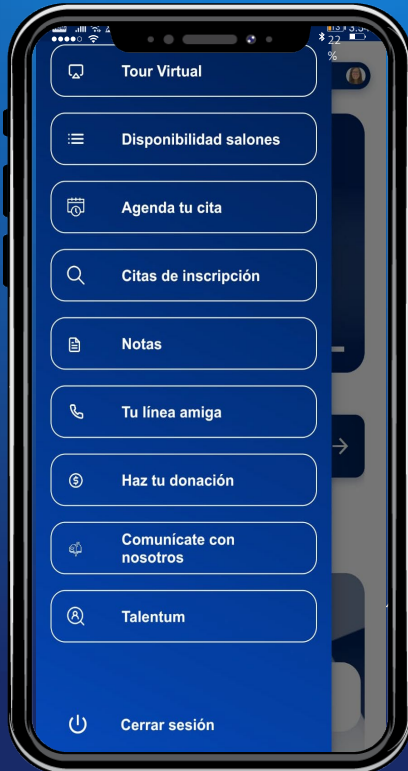 22
%
Tour Virtual
Disponibilidad salones
Agenda tu cita
Citas de inscripción
Notas
Tu línea amiga
Haz tu donación
Comunícate con
nosotros
Talentum
Cerrar sesión